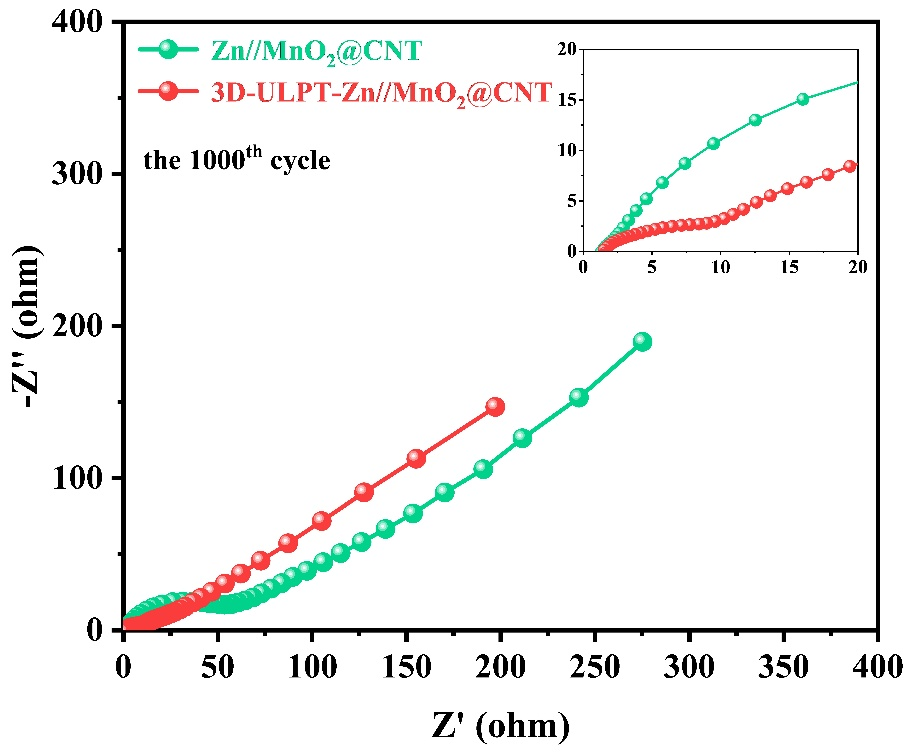 400
300
200
100
0
-Z'' (ohm)
Zn//MnO₂@CNT
3D-ULPT-Zn//MnO₂@CNT
the 1000ᵗʰ cycle
20
15
10
5
0
5 10 15 20
0 50 100 150 200 250 300 350 400
Z' (ohm)